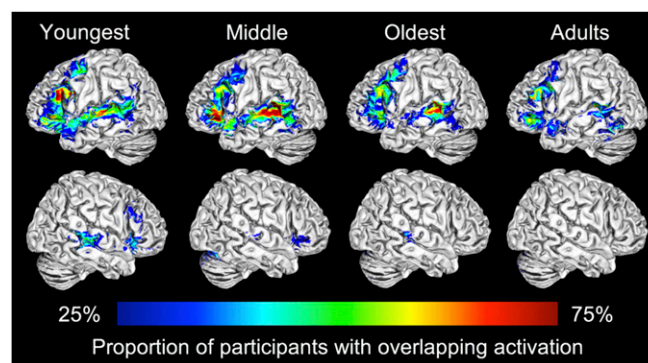 Youngest Middle Oldest Adults
25% 75%
Proportion of participants with overlapping activation